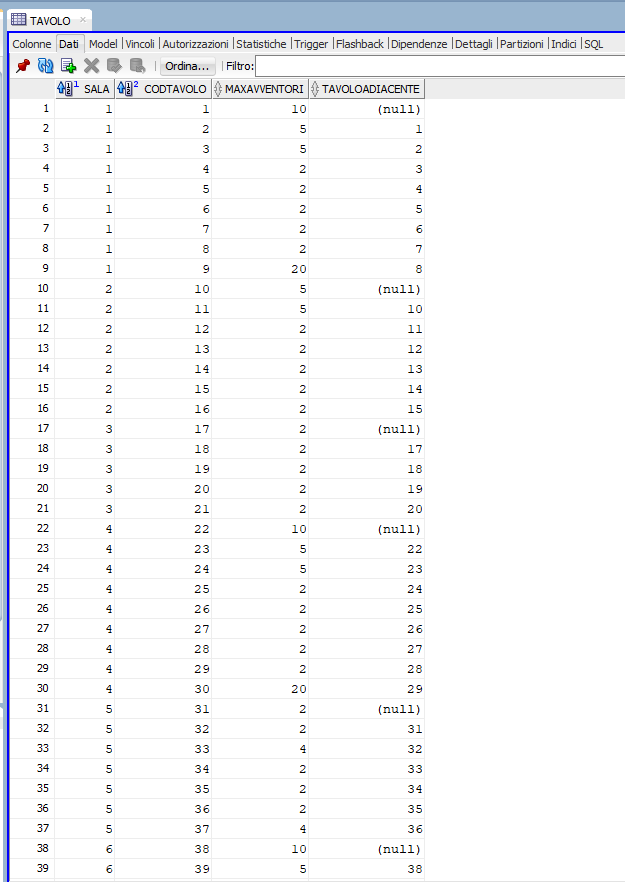 TAVOLO ×
Colonne Dati Model Vincoli Autorizzazioni Statistiche Trigger Flashback Dipendenze Dettagli Partizioni Indici SQL
Ordina... Filtro:
1 SALA 2 CODTAVOLO MAXAVVENTORI TAVOLOADIACENTE
1 1 1 10 (null)
2 1 2 5 1
3 1 3 5 2
4 1 4 2 3
5 1 5 2 4
6 1 6 2 5
7 1 7 2 6
8 1 8 2 7
9 1 9 20 8
10 2 10 5 (null)
11 2 11 5 10
12 2 12 2 11
13 2 13 2 12
14 2 14 2 13
15 2 15 2 14
16 2 16 2 15
17 3 17 2 (null)
18 3 18 2 17
19 3 19 2 18
20 3 20 2 19
21 3 21 2 20
22 4 22 10 (null)
23 4 23 5 22
24 4 24 5 23
25 4 25 2 24
26 4 26 2 25
27 4 27 2 26
28 4 28 2 27
29 4 29 2 28
30 4 30 20 29
31 5 31 2 (null)
32 5 32 2 31
33 5 33 4 32
34 5 34 2 33
35 5 35 2 34
36 5 36 2 35
37 5 37 4 36
38 6 38 10 (null)
39 6 39 5 38